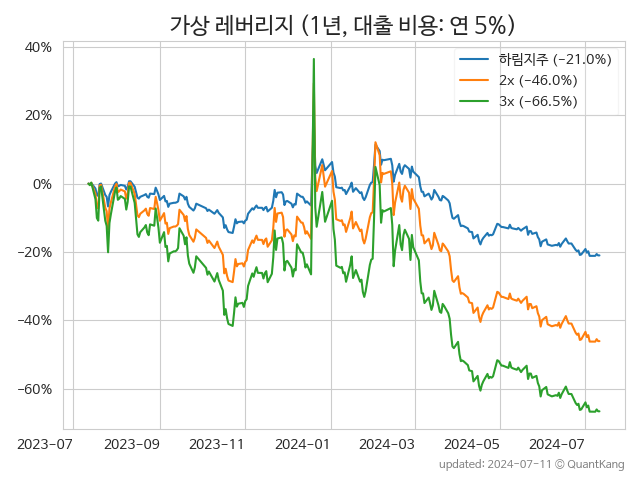 가상 레버리지 (1년, 대출 비용: 연 5%)
하림지주 (-21.0%)
2x (-46.0%)
3x (-66.5%)
40%
20%
0%
−20%
−40%
−60%
2023-07
2023-09
2023-11
2024-01
2024-03
2024-05
2024-07
updated: 2024-07-11 © QuantKang